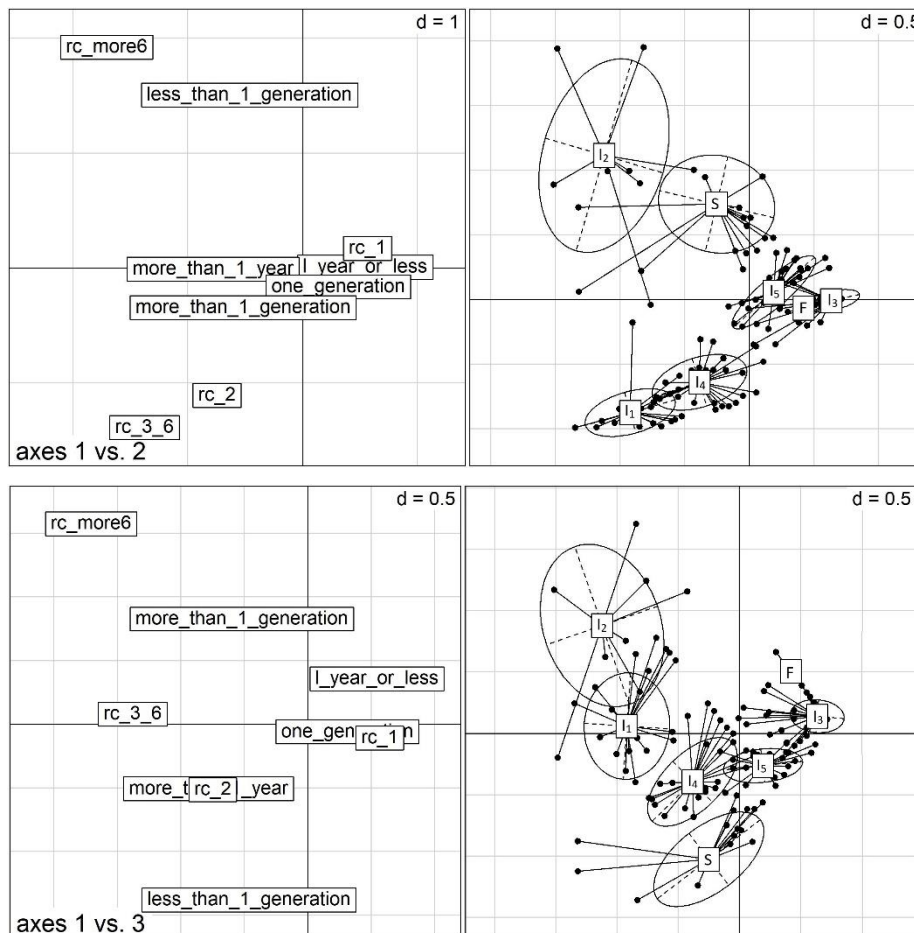 d = 1
rc_more6
less_than_1_generation
rc_1
more_than_1_year
l_year_or_less
one_generation
more_than_1_generation
rc_2
rc_3_6
axes 1 vs. 2
d = 0.5
I2
S
I5
F
I3
I4
I1
d = 0.5
rc_more6
more_than_1_generation
l_year_or_less
rc_3_6
rc_1
rc_2
less_than_1_generation
axes 1 vs. 3
d = 0.5
I2
F
I1
I3
I5
I4
S